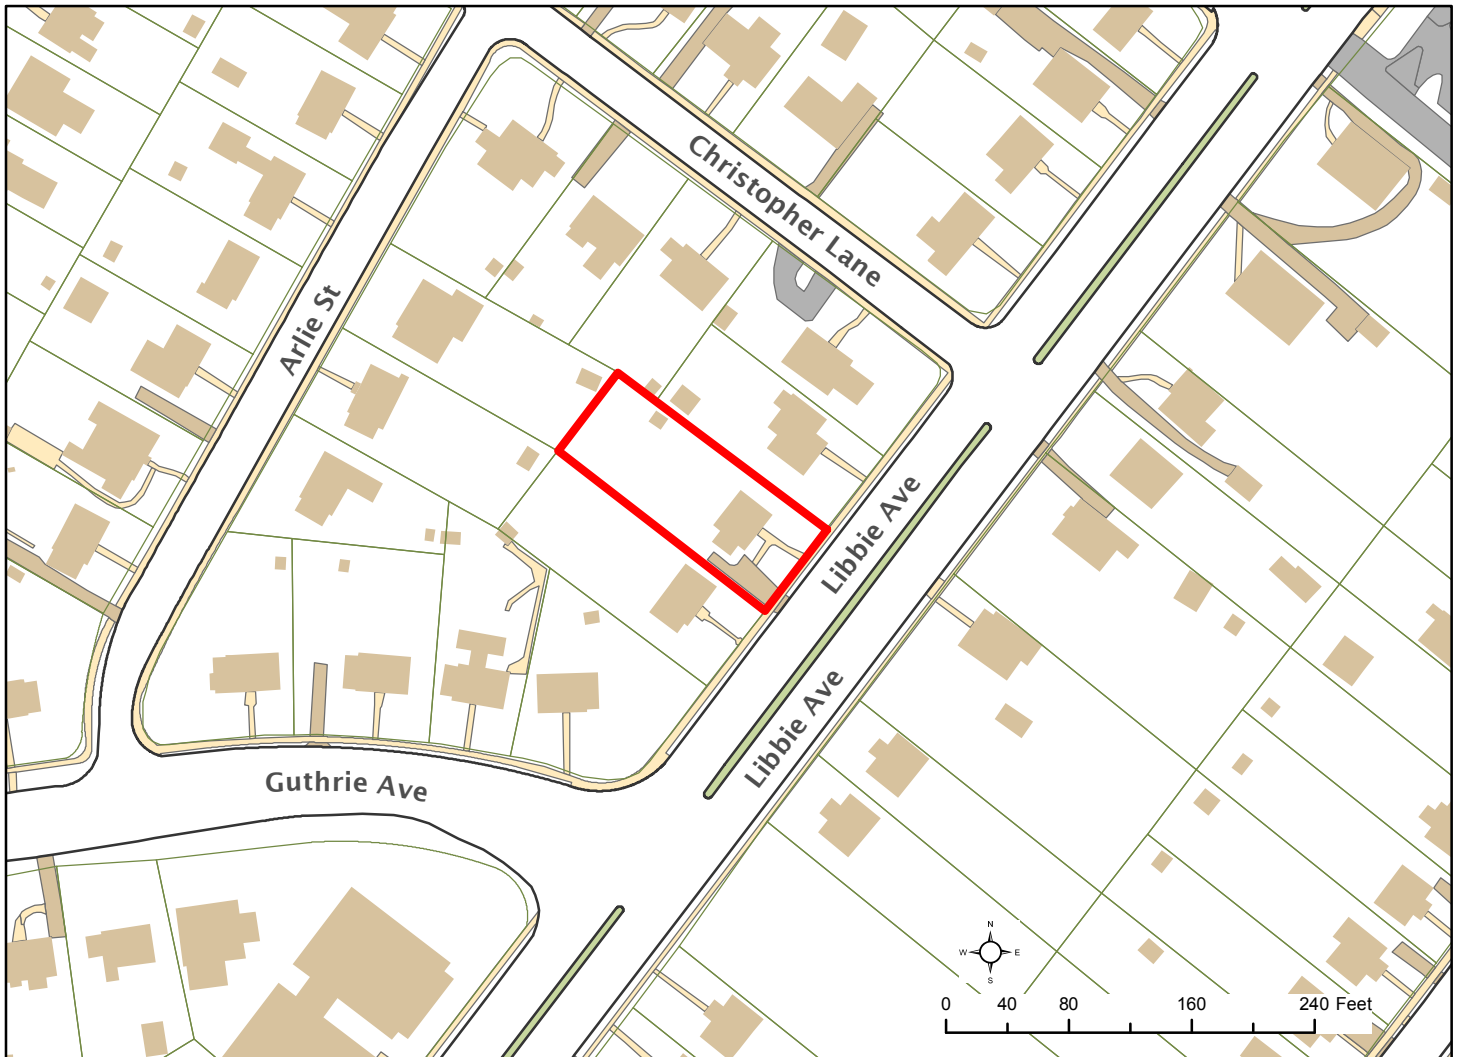 Christopher Lane
Arlie St
Libbie Ave
Libbie Ave
Guthrie Ave
N
W E
S
0 40 80 160 240 Feet